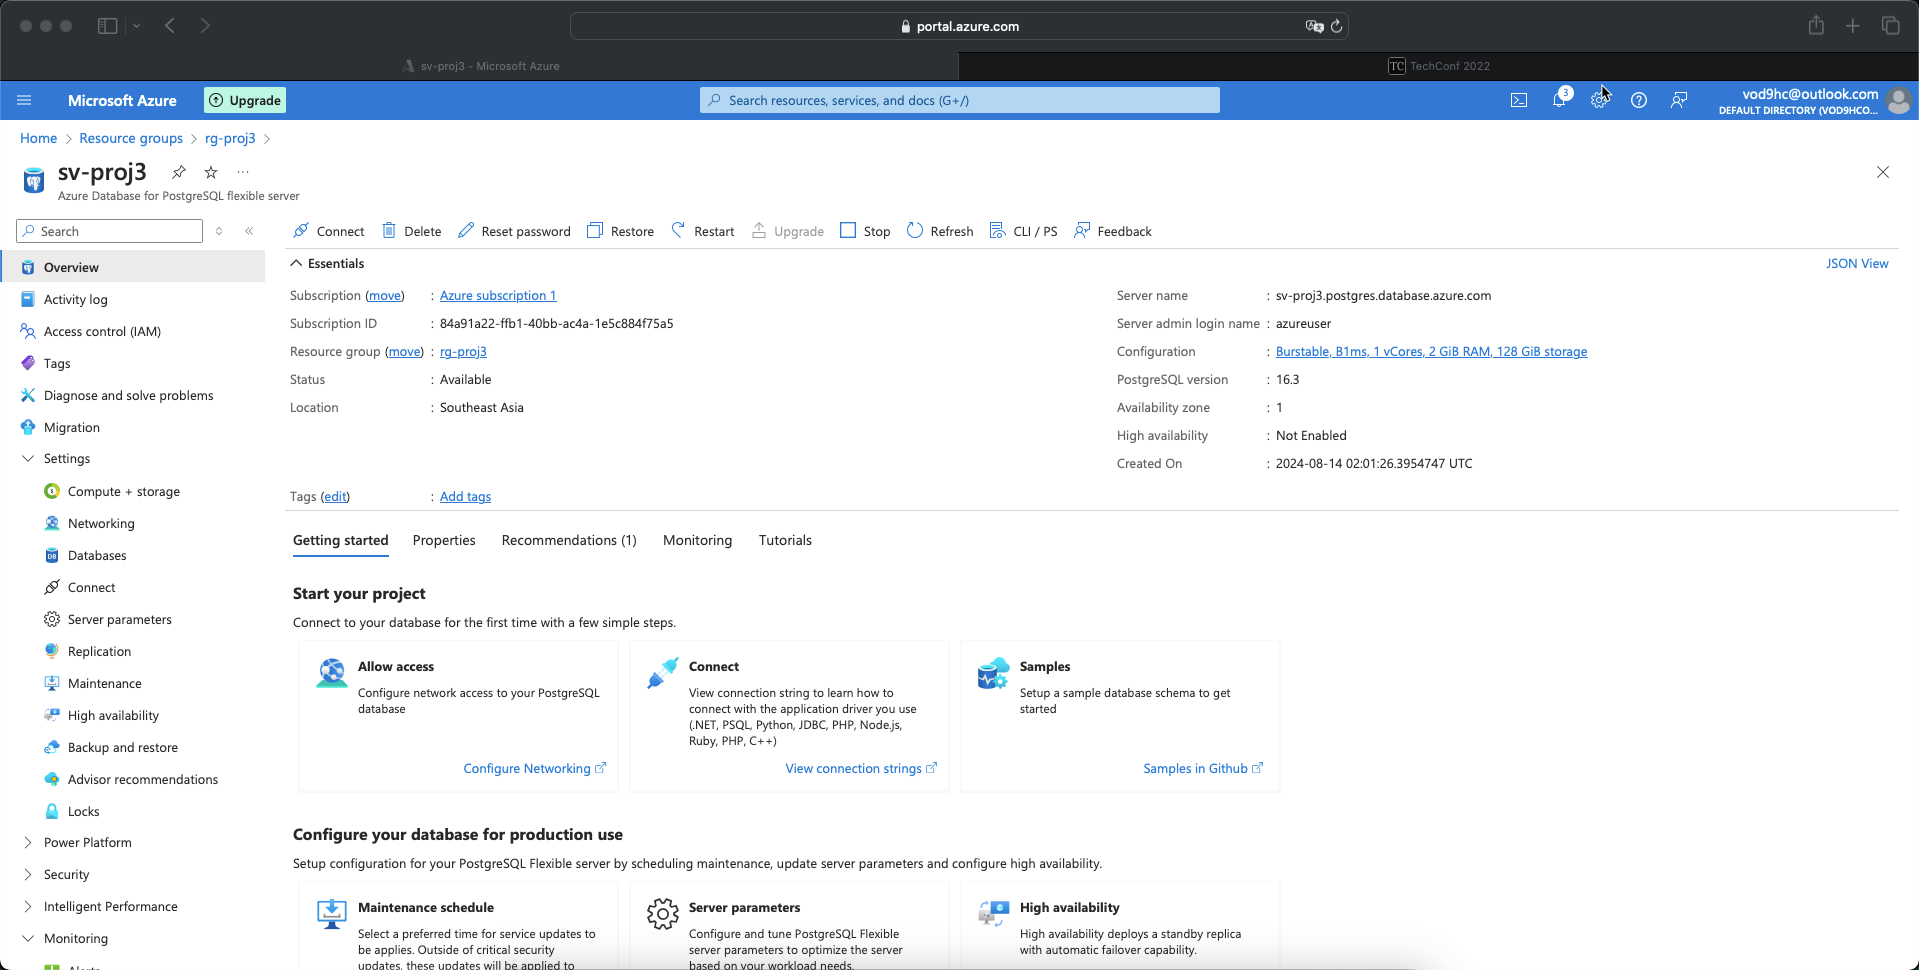 portal.azure.com
sv-proj3 - Microsoft Azure
TC TechConf 2022
Microsoft Azure
Upgrade
Search resources, services, and docs (G+/)
3
vod9hc@outlook.com
DEFAULT DIRECTORY (VOD9HCO...
Home > Resource groups > rg-proj3 >
sv-proj3
Azure Database for PostgreSQL flexible server
Search
Connect
Delete
Reset password
Restore
Restart
Upgrade
Stop
Refresh
CLI / PS
Feedback
Overview
Activity log
Access control (IAM)
Tags
Diagnose and solve problems
Migration
Settings
Compute + storage
Networking
Databases
Connect
Server parameters
Replication
Maintenance
High availability
Backup and restore
Advisor recommendations
Locks
Power Platform
Security
Intelligent Performance
Monitoring
Alerts
Essentials
JSON View
Subscription (move) : Azure subscription 1
Subscription ID : 84a91a22-ffb1-40bb-ac4a-1e5c884f75a5
Resource group (move) : rg-proj3
Status : Available
Location : Southeast Asia
Server name : sv-proj3.postgres.database.azure.com
Server admin login name : azureuser
Configuration : Burstable, B1ms, 1 vCores, 2 GiB RAM, 128 GiB storage
PostgreSQL version : 16.3
Availability zone : 1
High availability : Not Enabled
Created On : 2024-08-14 02:01:26.3954747 UTC
Tags (edit) : Add tags
Getting started
Properties
Recommendations (1)
Monitoring
Tutorials
Start your project
Connect to your database for the first time with a few simple steps.
Allow access
Configure network access to your PostgreSQL
database
Configure Networking
Connect
View connection string to learn how to
connect with the application driver you use
(.NET, PSQL, Python, JDBC, PHP, Node.js,
Ruby, PHP, C++)
View connection strings
Samples
Setup a sample database schema to get
started
Samples in Github
Configure your database for production use
Setup configuration for your PostgreSQL Flexible server by scheduling maintenance, update server parameters and configure high availability.
Maintenance schedule
Select a preferred time for service updates to
be applies. Outside of critical security
updates, these updates will be applied to
Server parameters
Configure and tune PostgreSQL Flexible
server parameters to optimize the server
based on your workload needs.
High availability
High availability deploys a standby replica
with automatic failover capability.